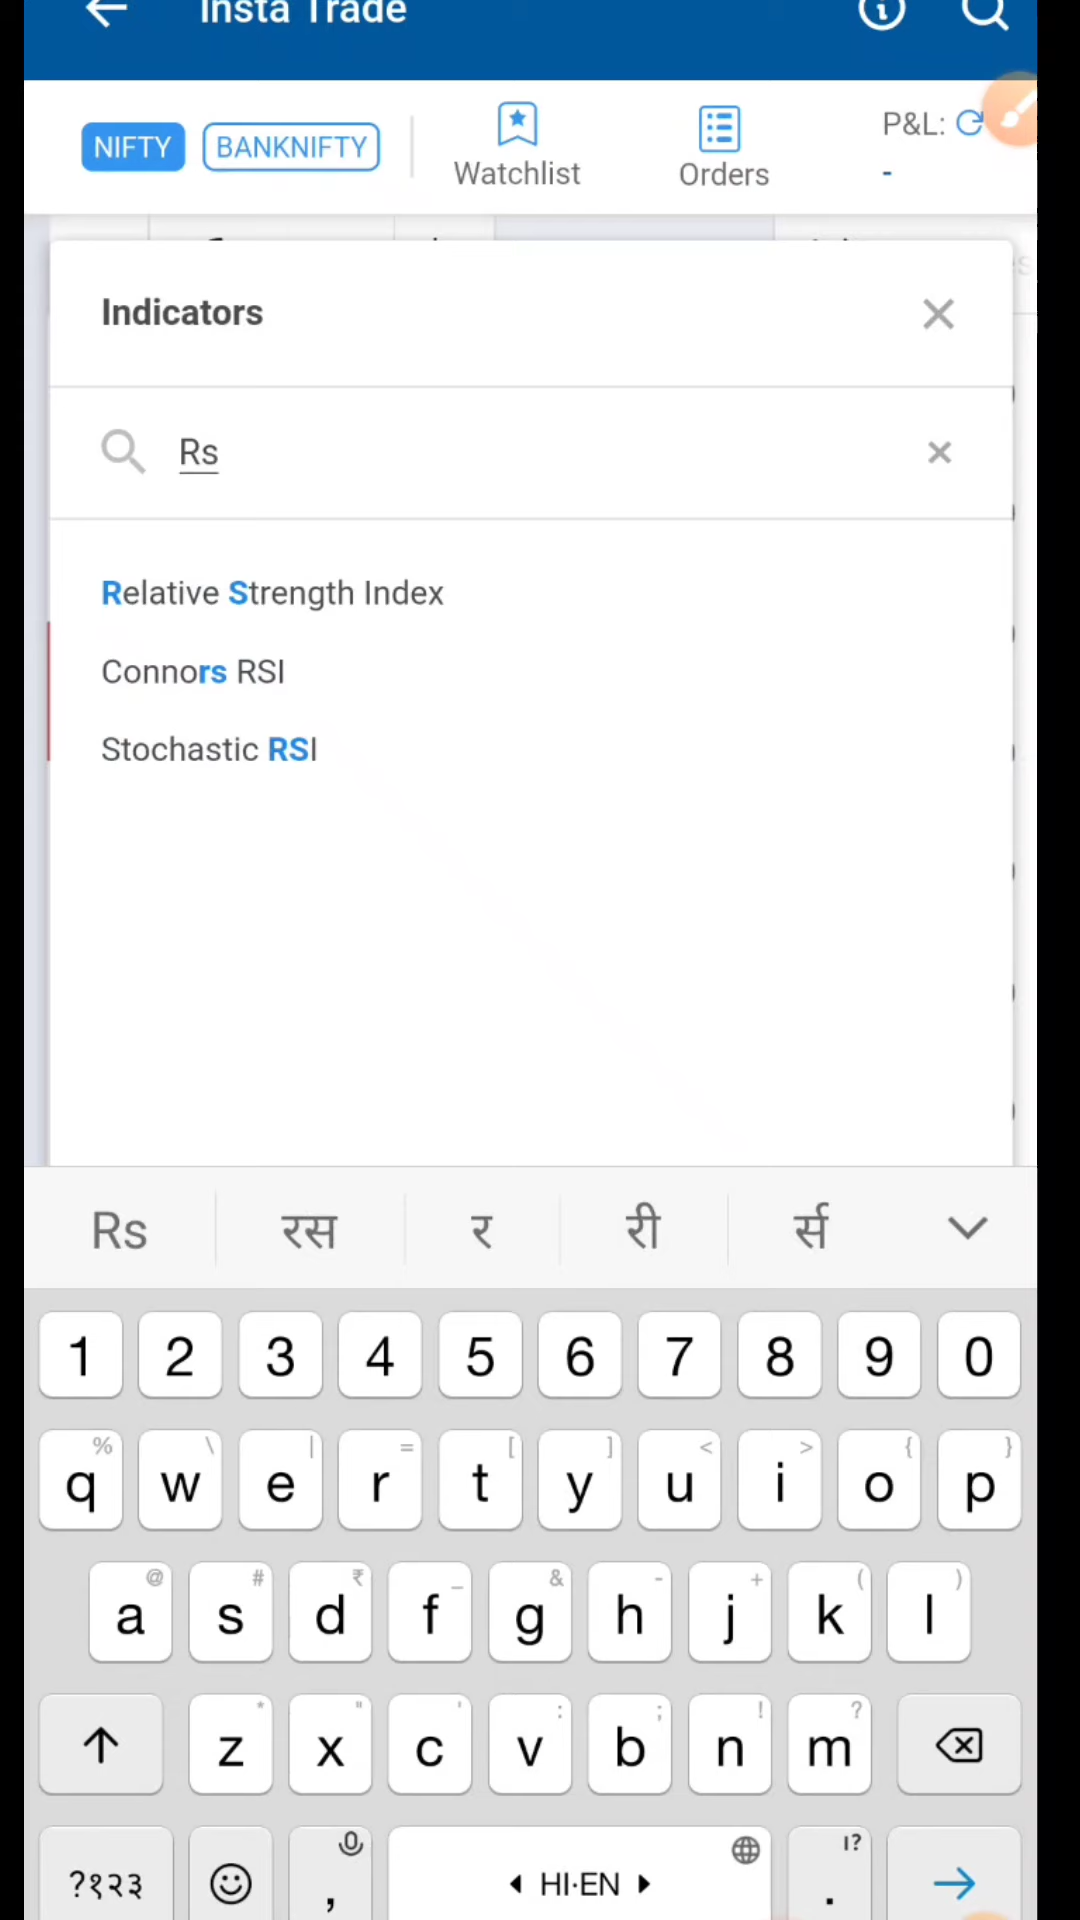 Insta Trade
NIFTY BANKNIFTY Watchlist Orders P&L:
-
Indicators
Rs
Relative Strength Index
Connors RSI
Stochastic RSI
Rs रस र री र्स
1 2 3 4 5 6 7 8 9 0
% \ | = [ ] < > { }
q w e r t y u i o p
@ # ₹ _ & - + ( )
a s d f g h j k l
* " ' : ; ! ?
z x c v b n m
?१२३ , HI·EN . ।?